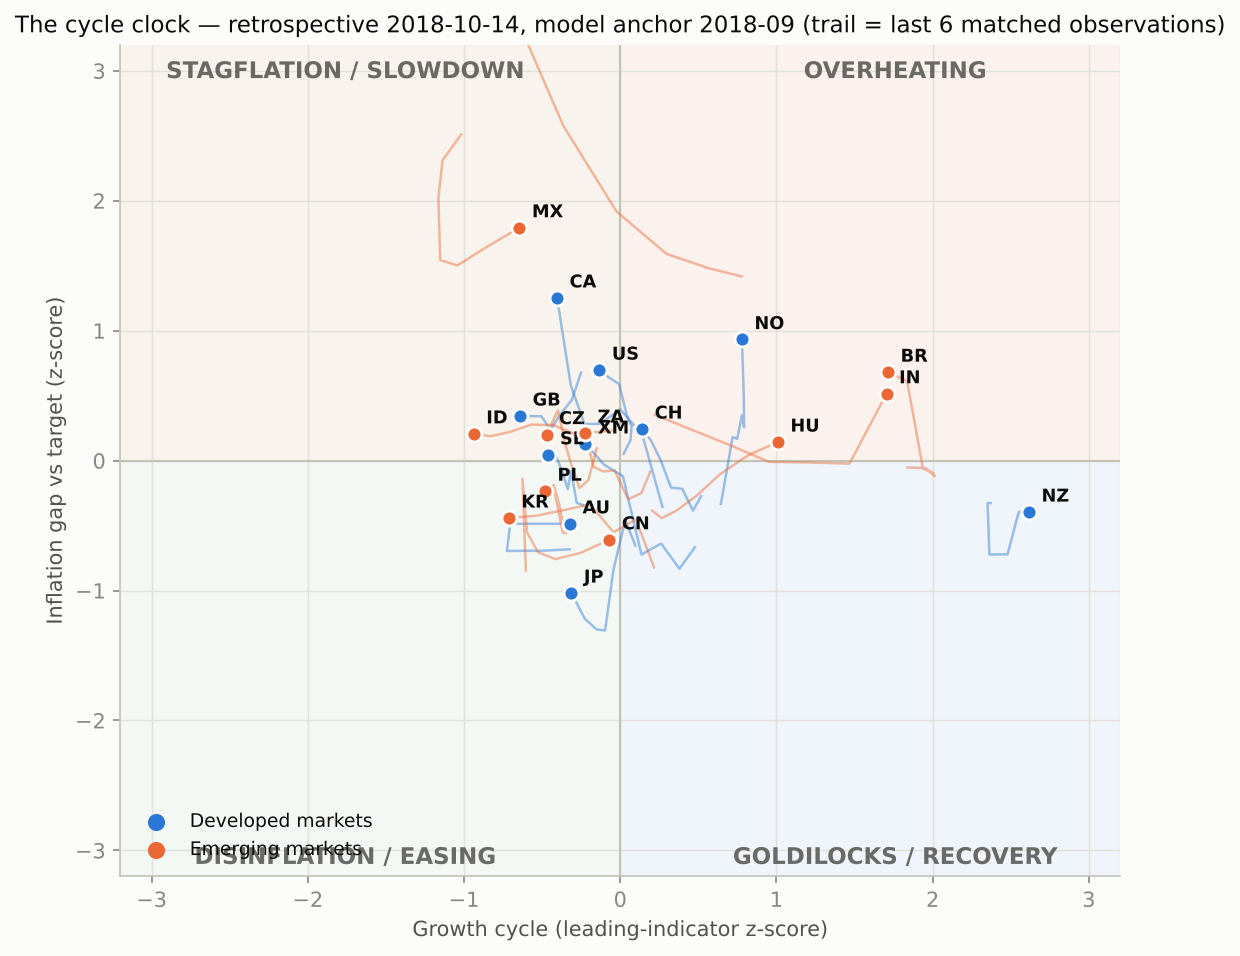 The cycle clock — retrospective 2018-10-14, model anchor 2018-09 (trail = last 6 matched observations)
STAGFLATION / SLOWDOWN
OVERHEATING
MX
CA
NO
US
BR
IN
GB
ID
CZ
ZA
CH
XM
HU
SL
PL
KR
AU
CN
NZ
JP
Developed markets
Emerging markets
DISINFLATION / EASING
GOLDILOCKS / RECOVERY
3
2
1
0
−1
−2
−3
−3
−2
−1
0
1
2
3
Inflation gap vs target (z-score)
Growth cycle (leading-indicator z-score)